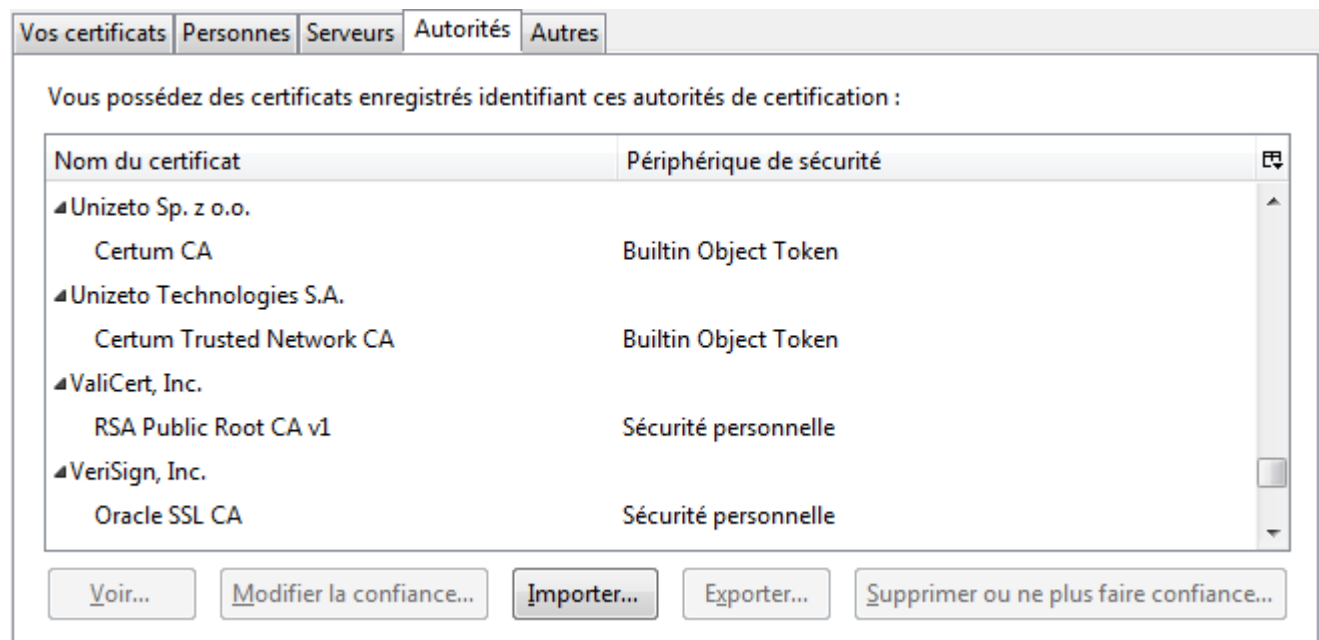 Vos certificats Personnes Serveurs Autorités Autres
Vous possédez des certificats enregistrés identifiant ces autorités de certification :
Nom du certificat Périphérique de sécurité
Unizeto Sp. z o.o.
Certum CA Builtin Object Token
Unizeto Technologies S.A.
Certum Trusted Network CA Builtin Object Token
ValiCert, Inc.
RSA Public Root CA v1 Sécurité personnelle
VeriSign, Inc.
Oracle SSL CA Sécurité personnelle
Voir... Modifier la confiance... Importer... Exporter... Supprimer ou ne plus faire confiance...